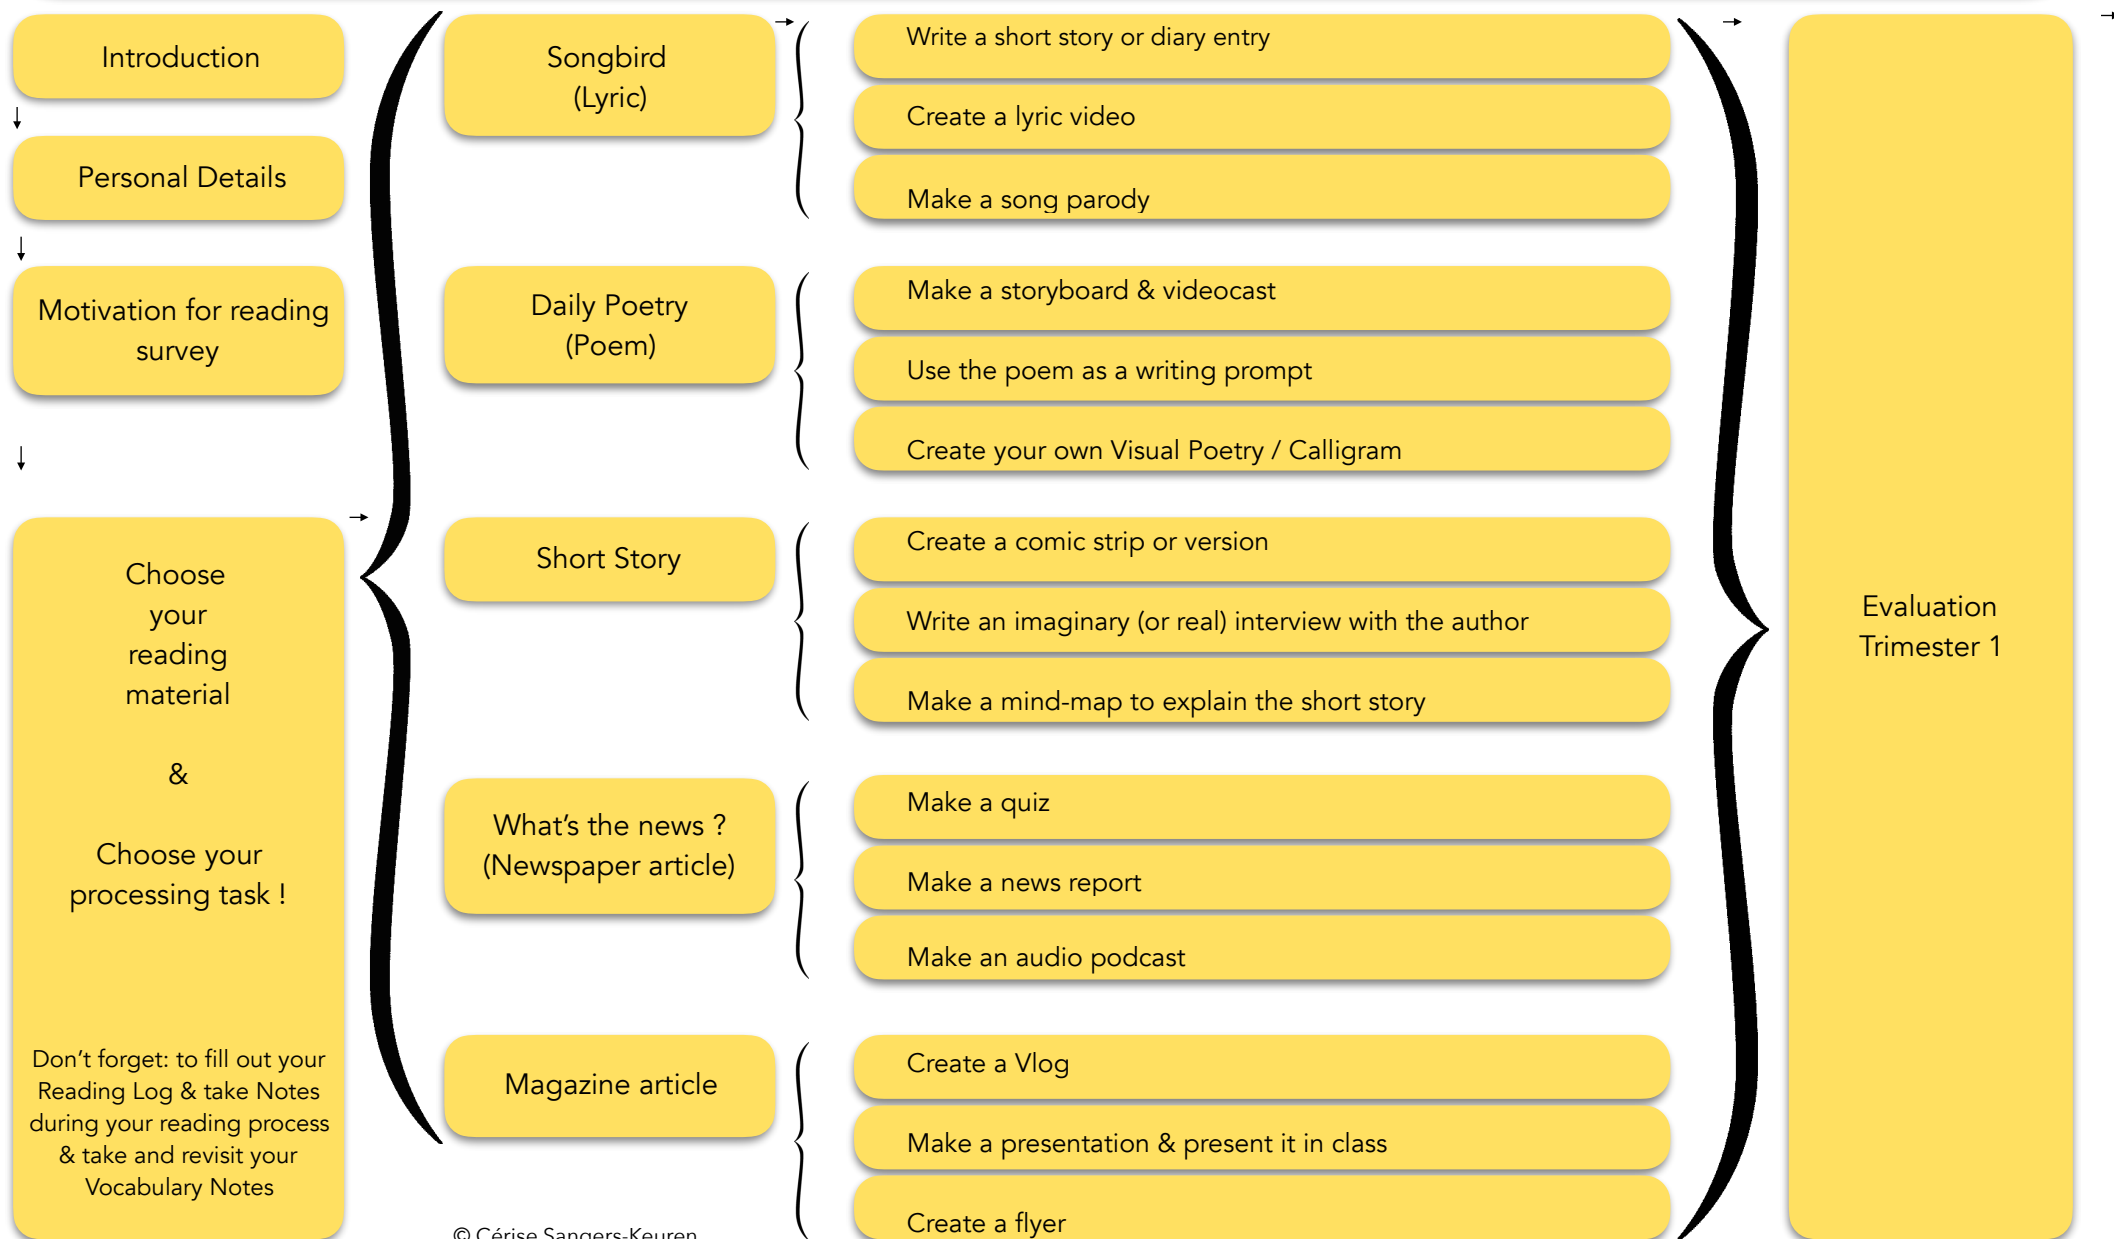 Introduction
Personal Details
Motivation for reading
survey
Choose
your
reading
material
&
Choose your
processing task !
Don’t forget: to fill out your
Reading Log & take Notes
during your reading process
& take and revisit your
Vocabulary Notes
Songbird
(Lyric)
Write a short story or diary entry
Create a lyric video
Make a song parody
Daily Poetry
(Poem)
Make a storyboard & videocast
Use the poem as a writing prompt
Create your own Visual Poetry / Calligram
Short Story
Create a comic strip or version
Write an imaginary (or real) interview with the author
Make a mind-map to explain the short story
What’s the news ?
(Newspaper article)
Make a quiz
Make a news report
Make an audio podcast
Magazine article
Create a Vlog
Make a presentation & present it in class
Create a flyer
© Cérise Sangers-Keuren
Evaluation
Trimester 1